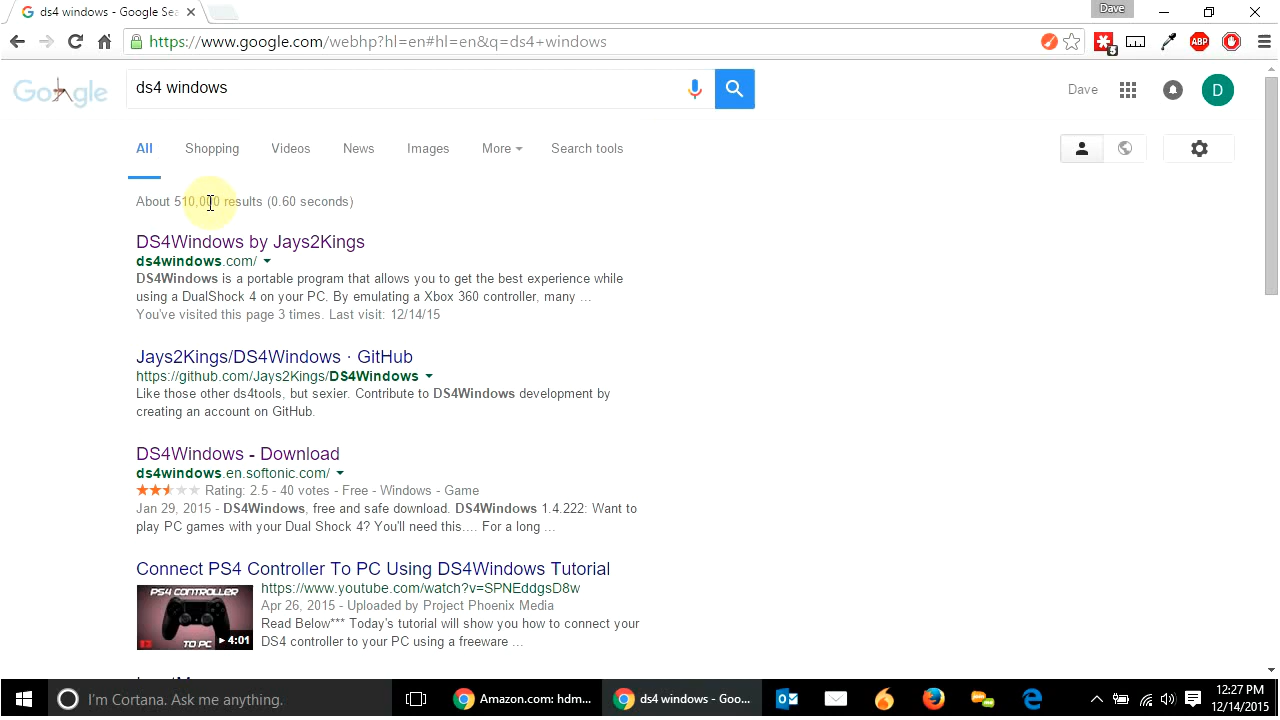 ds4 windows - Google Sea
Dave
https://www.google.com/webhp?hl=en#hl=en&q=ds4+windows
3
ABP
Google
ds4 windows
Dave
D
All
Shopping
Videos
News
Images
More
Search tools
About 510,000 results (0.60 seconds)
DS4Windows by Jays2Kings
ds4windows.com/
DS4Windows is a portable program that allows you to get the best experience while
using a DualShock 4 on your PC. By emulating a Xbox 360 controller, many ...
You've visited this page 3 times. Last visit: 12/14/15
Jays2Kings/DS4Windows · GitHub
https://github.com/Jays2Kings/DS4Windows
Like those other ds4tools, but sexier. Contribute to DS4Windows development by
creating an account on GitHub.
DS4Windows - Download
ds4windows.en.softonic.com/
Rating: 2.5 - 40 votes - Free - Windows - Game
Jan 29, 2015 - DS4Windows, free and safe download. DS4Windows 1.4.222: Want to
play PC games with your Dual Shock 4? You'll need this.... For a long ...
Connect PS4 Controller To PC Using DS4Windows Tutorial
PS4 CONTROLLER
TO PC
4:01
https://www.youtube.com/watch?v=SPNEddgsD8w
Apr 26, 2015 - Uploaded by Project Phoenix Media
Read Below*** Today's tutorial will show you how to connect your
DS4 controller to your PC using a freeware ...
I'm Cortana. Ask me anything.
Amazon.com: hdm...
ds4 windows - Goo...
12:27 PM
12/14/2015